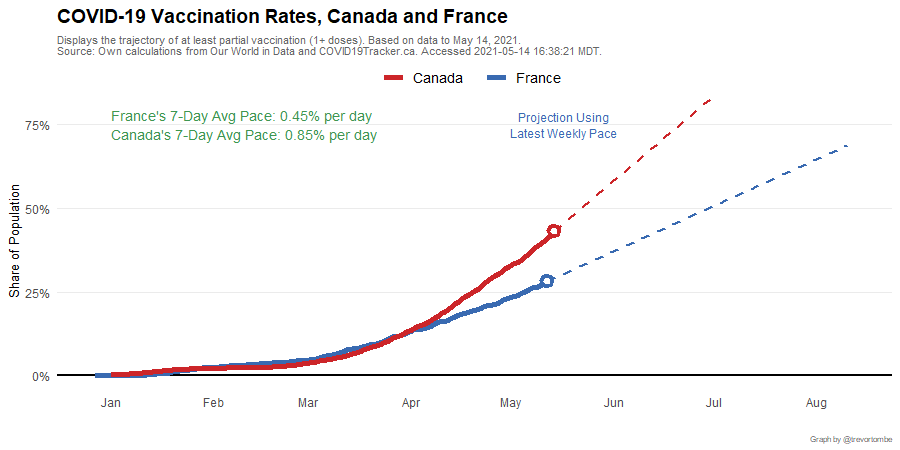 COVID-19 Vaccination Rates, Canada and France
Displays the trajectory of at least partial vaccination (1+ doses). Based on data to May 14, 2021.
Source: Own calculations from Our World in Data and COVID19Tracker.ca. Accessed 2021-05-14 16:38:21 MDT.
Canada France
France's 7-Day Avg Pace: 0.45% per day
Canada's 7-Day Avg Pace: 0.85% per day
Projection Using
Latest Weekly Pace
Share of Population
75%
50%
25%
0%
Jan Feb Mar Apr May Jun Jul Aug
Graph by @trevortombe